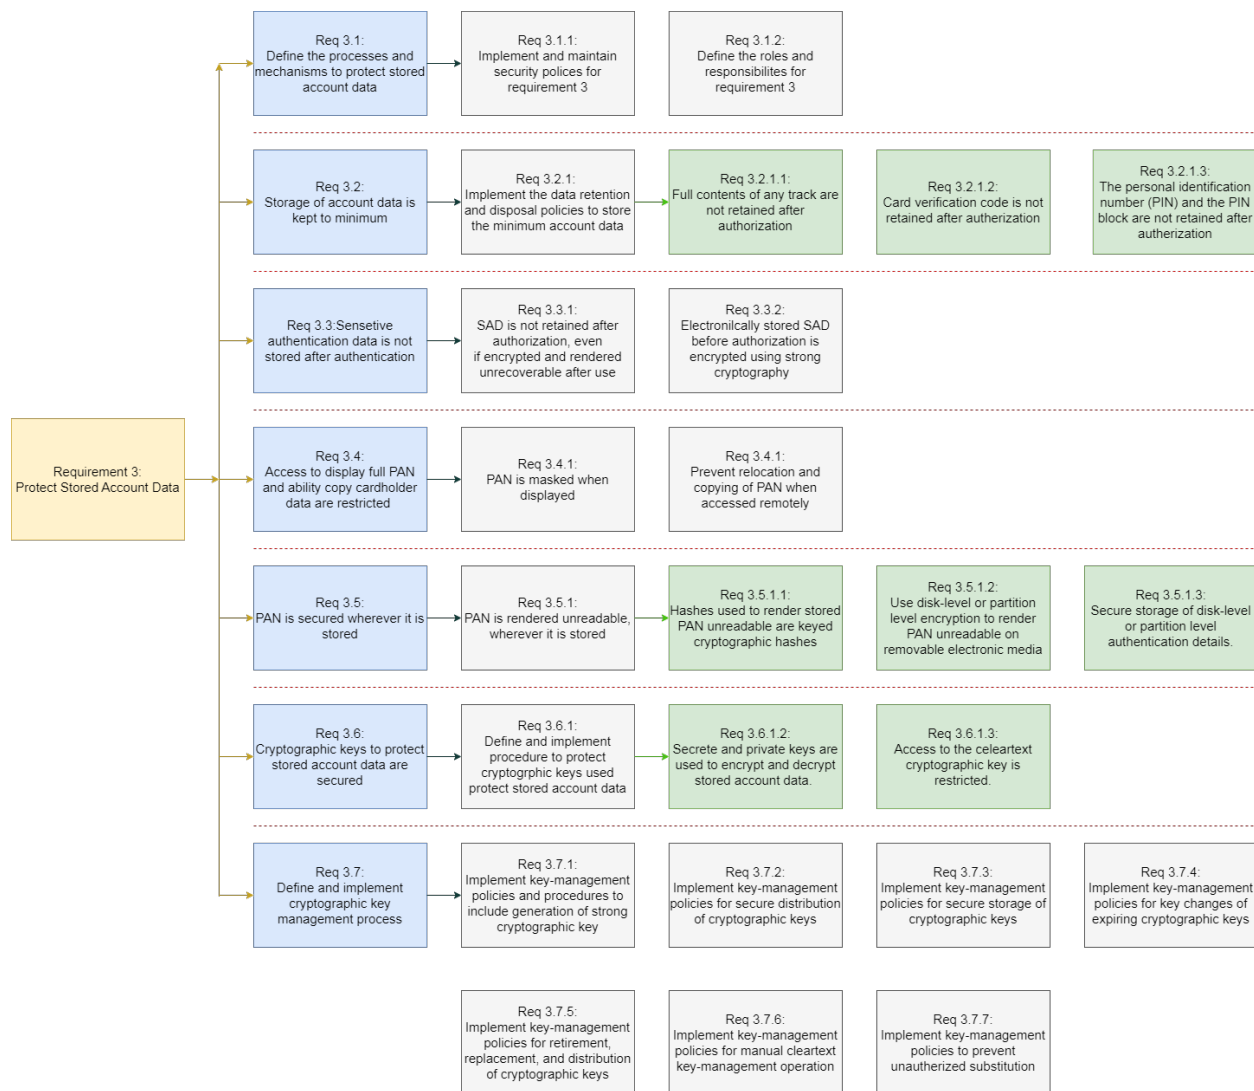 Req 3.1:
Define the processes and
mechanisms to protect stored
account data
Req 3.1.1:
Implement and maintain
security polices for
requirement 3
Req 3.1.2:
Define the roles and
responsibilites for
requirement 3
Req 3.2:
Storage of account data is
kept to minimum
Req 3.2.1:
Implement the data retention
and disposal policies to store
the minimum account data
Req 3.2.1.1:
Full contents of any track are
not retained after
authorization
Req 3.2.1.2:
Card verification code is not
retained after autherization
Req 3.2.1.3:
The personal identification
number (PIN) and the PIN
block are not retained after
autherization
Req 3.3:Sensetive
authentication data is not
stored after authentication
Req 3.3.1:
SAD is not retained after
authorization, even
if encrypted and rendered
unrecoverable after use
Req 3.3.2:
Electronilcally stored SAD
before authorization is
encrypted using strong
cryptography
Requirement 3:
Protect Stored Account Data
Req 3.4:
Access to display full PAN
and ability copy cardholder
data are restricted
Req 3.4.1:
PAN is masked when
displayed
Req 3.4.1:
Prevent relocation and
copying of PAN when
accessed remotely
Req 3.5:
PAN is secured wherever it is
stored
Req 3.5.1:
PAN is rendered unreadable,
wherever it is stored
Req 3.5.1.1:
Hashes used to render stored
PAN unreadable are keyed
cryptographic hashes
Req 3.5.1.2:
Use disk-level or partition
level encryption to render
PAN unreadable on
removable electronic media
Req 3.5.1.3:
Secure storage of disk-level
or partition level
authentication details.
Req 3.6:
Cryptographic keys to protect
stored account data are
secured
Req 3.6.1:
Define and implement
procedure to protect
cryptogrphic keys used
protect stored account data
Req 3.6.1.2:
Secrete and private keys are
used to encrypt and decrypt
stored account data.
Req 3.6.1.3:
Access to the celeartext
cryptographic key is
restricted.
Req 3.7:
Define and implement
cryptographic key
management process
Req 3.7.1:
Implement key-management
policies and procedures to
include generation of strong
cryptographic key
Req 3.7.2:
Implement key-management
policies for secure distribution
of cryptographic keys
Req 3.7.3:
Implement key-management
policies for secure storage of
cryptographic keys
Req 3.7.4:
Implement key-management
policies for key changes of
expiring cryptographic keys
Req 3.7.5:
Implement key-management
policies for retirement,
replacement, and distribution
of cryptographic keys
Req 3.7.6:
Implement key-management
policies for manual cleartext
key-management operation
Req 3.7.7:
Implement key-management
policies to prevent
unautherized substitution